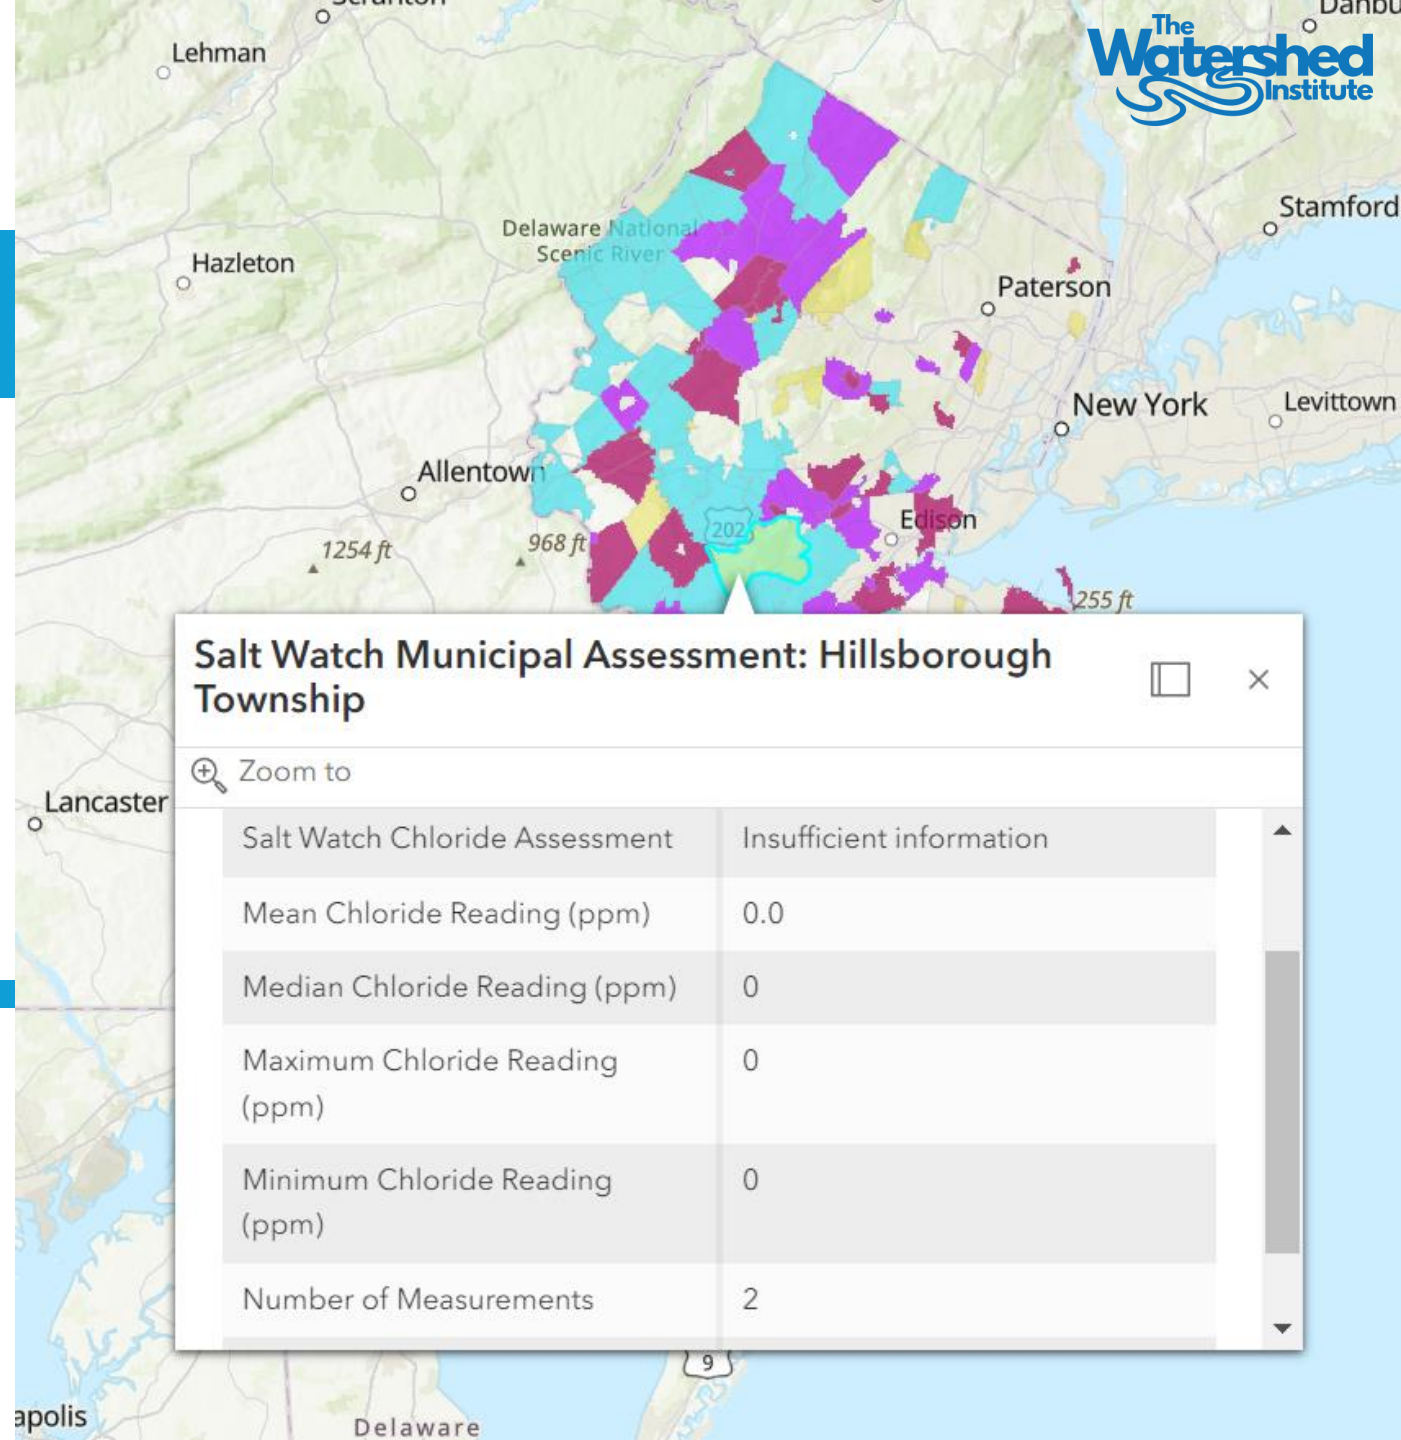 The
Watershed
Institute
Lehman
Stamford
Delaware National
Scenic River
Hazleton
Paterson
New York
Levittown
Allentown
202
Edison
1254 ft
968 ft
255 ft
Salt Watch Municipal Assessment: Hillsborough
Township
Zoom to
Lancaster
Salt Watch Chloride Assessment Insufficient information
Mean Chloride Reading (ppm) 0.0
Median Chloride Reading (ppm) 0
Maximum Chloride Reading
(ppm)
0
Minimum Chloride Reading
(ppm)
0
Number of Measurements 2
9
apolis
Delaware